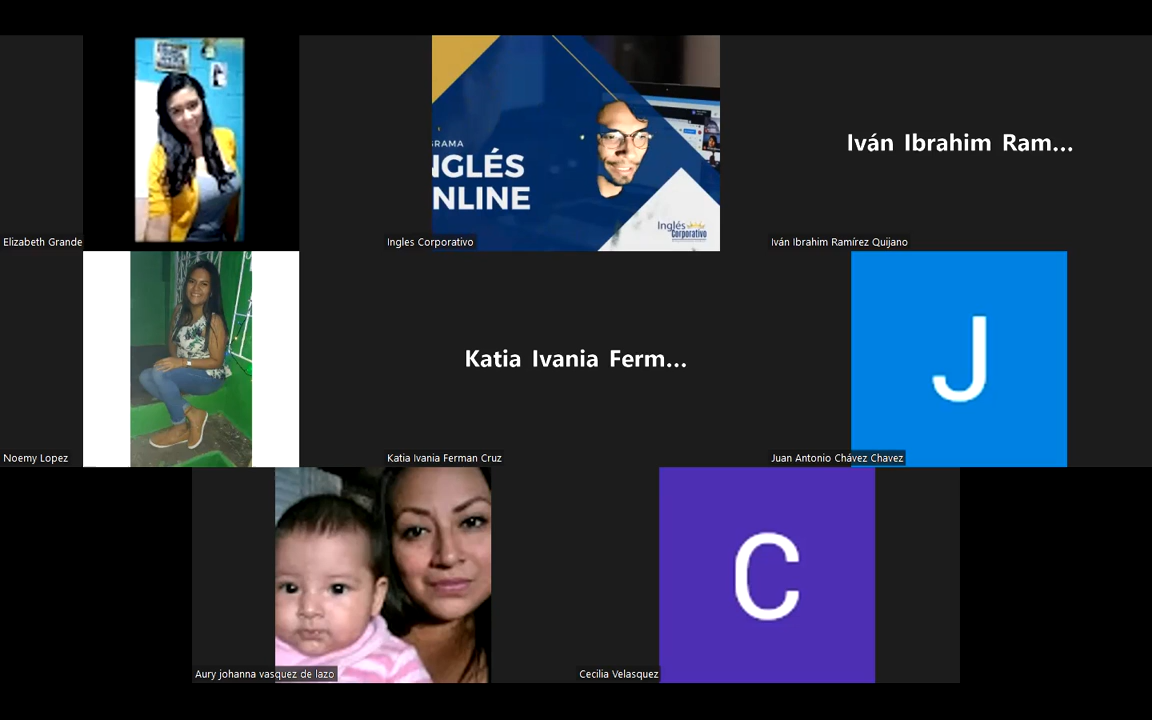 Elizabeth Grande
GRAMA
INGLÉS
NLINE
Inglés
Corporativo
Ingles Corporativo
Iván Ibrahim Ram...
Iván Ibrahim Ramírez Quijano
Noemy Lopez
Katia Ivania Ferm...
Katia Ivania Ferman Cruz
J
Juan Antonio Chávez Chavez
Aury johanna vasquez de lazo
C
Cecilia Velasquez